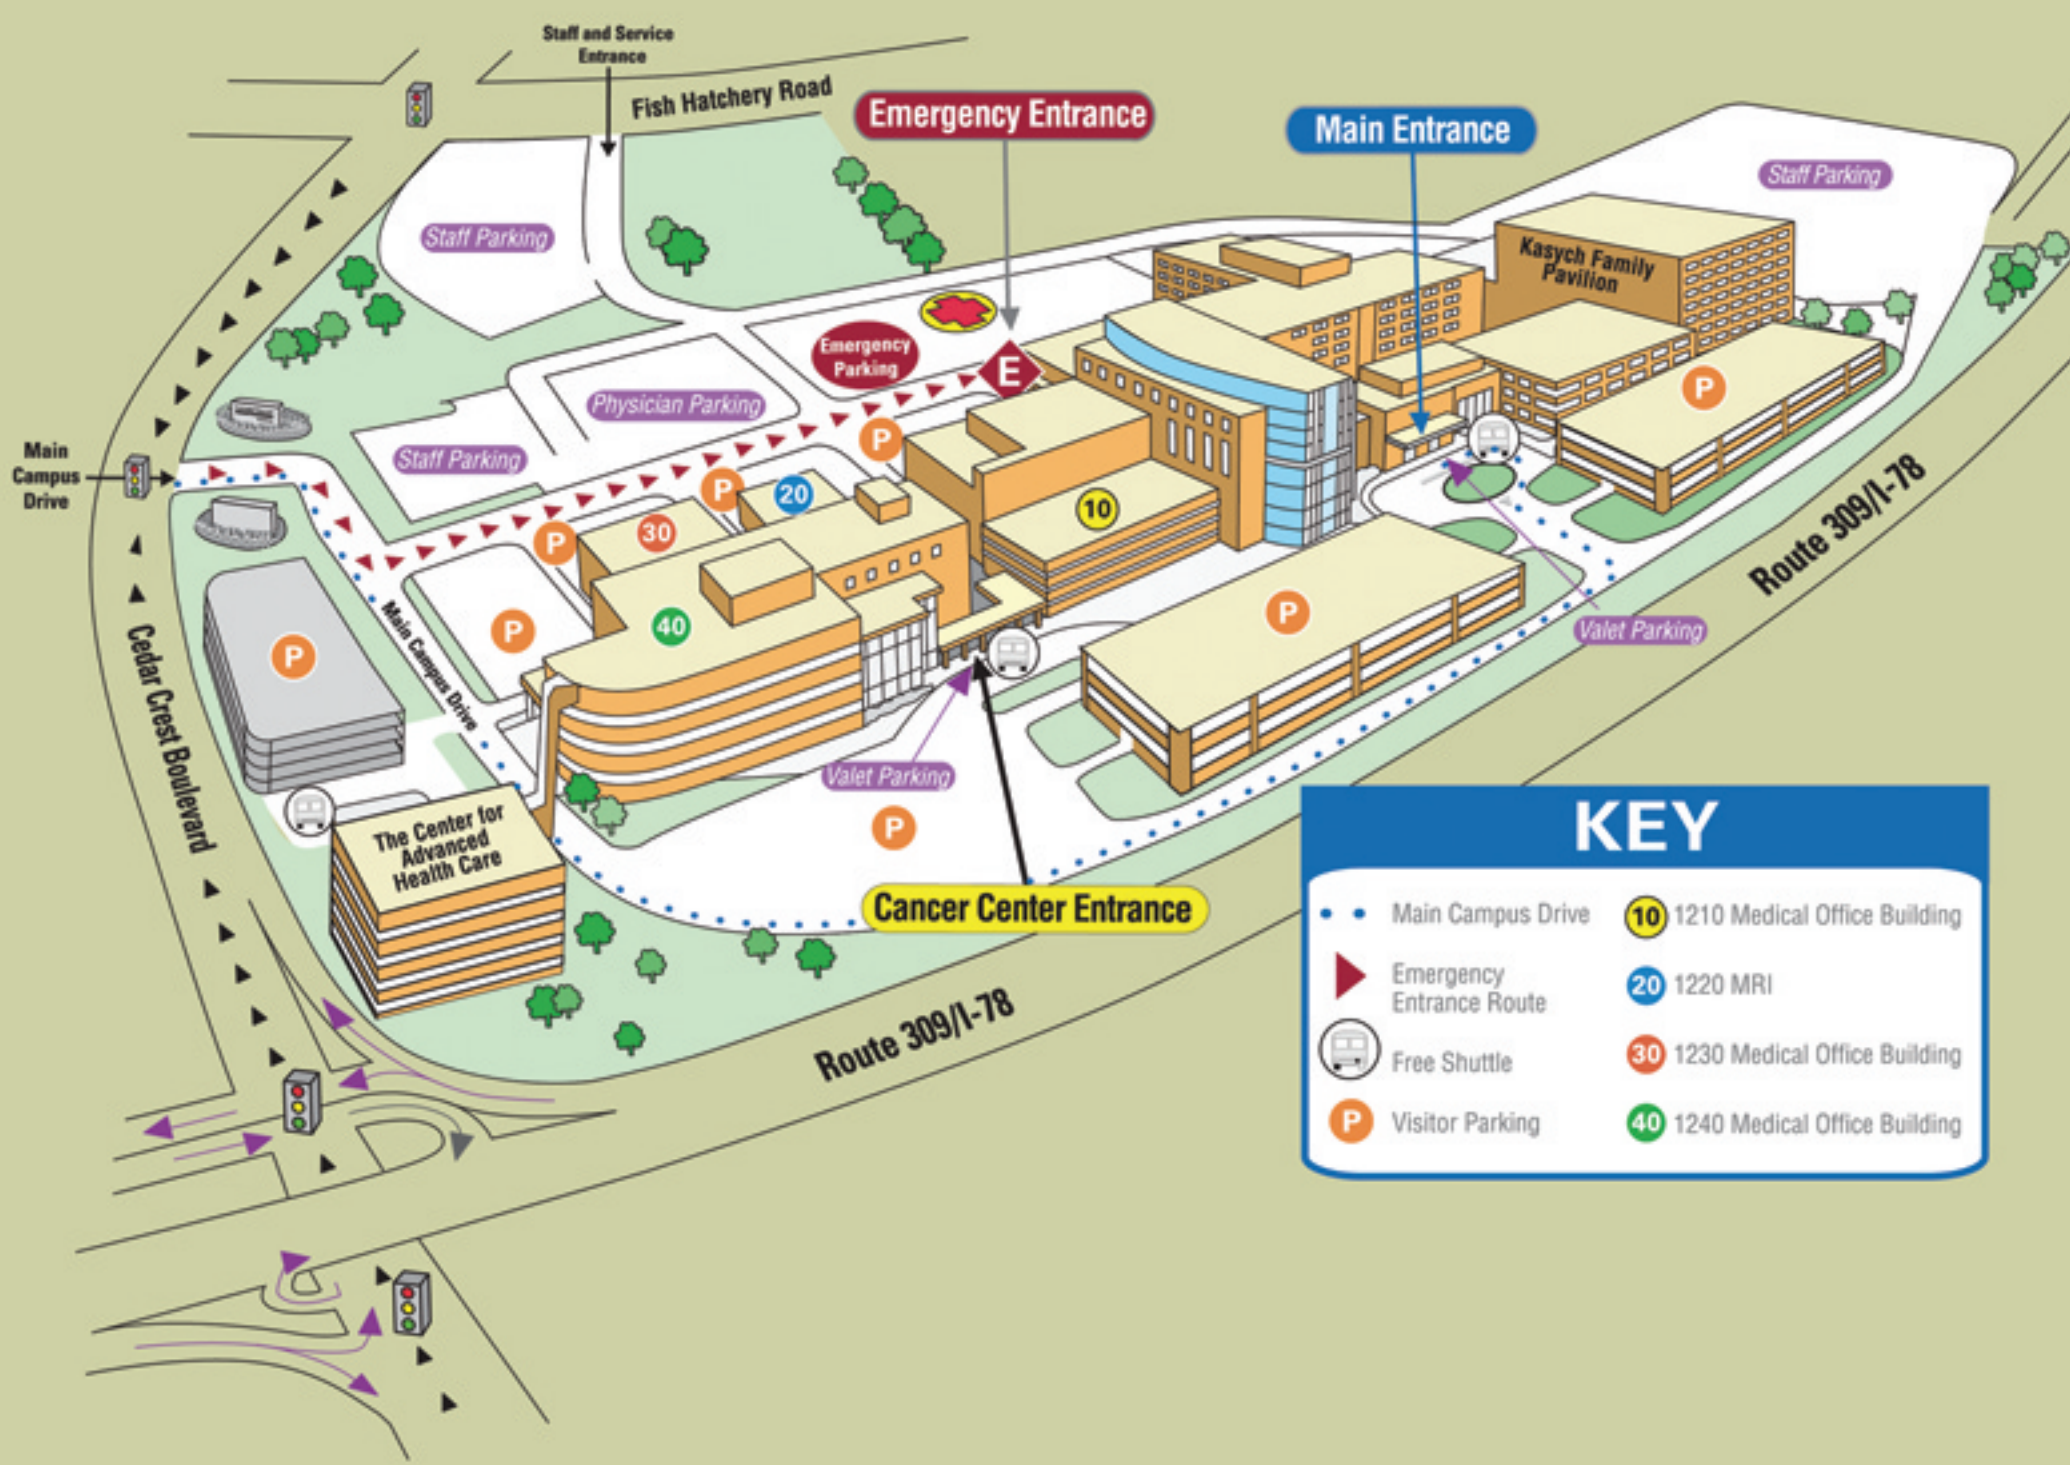 Staff and Service
Entrance
Fish Hatchery Road
Emergency Entrance
Main Entrance
Staff Parking
Staff Parking
Kasych Family
Pavilion
Emergency
Parking
E
P
Physician Parking
P
Staff Parking
Main
Campus
Drive
P
20
10
30
P
Route 309/I-78
P
P
40
P
Valet Parking
P
Main Campus Drive
Cedar Crest Boulevard
Valet Parking
P
The Center for
Advanced
Health Care
Cancer Center Entrance
Route 309/I-78
KEY
Main Campus Drive
Emergency
Entrance Route
Free Shuttle
P Visitor Parking
10 1210 Medical Office Building
20 1220 MRI
30 1230 Medical Office Building
40 1240 Medical Office Building